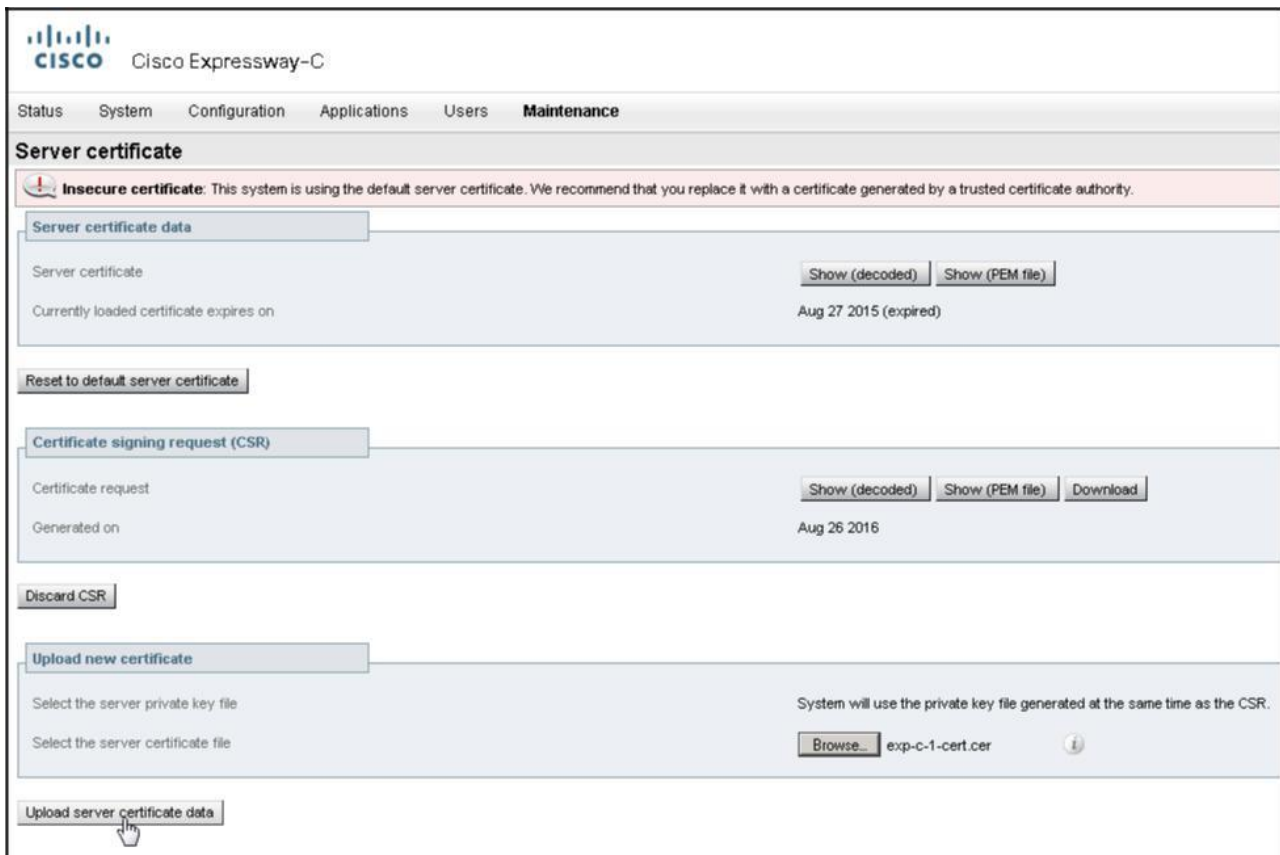 CISCO Cisco Expressway-C
Status System Configuration Applications Users Maintenance
Server certificate
Insecure certificate: This system is using the default server certificate. We recommend that you replace it with a certificate generated by a trusted certificate authority.
Server certificate data
Server certificate Show (decoded) Show (PEM file)
Currently loaded certificate expires on Aug 27 2015 (expired)
Reset to default server certificate
Certificate signing request (CSR)
Certificate request Show (decoded) Show (PEM file) Download
Generated on Aug 26 2016
Discard CSR
Upload new certificate
Select the server private key file System will use the private key file generated at the same time as the CSR.
Select the server certificate file Browse... exp-c-1-cert.cer i
Upload server certificate data